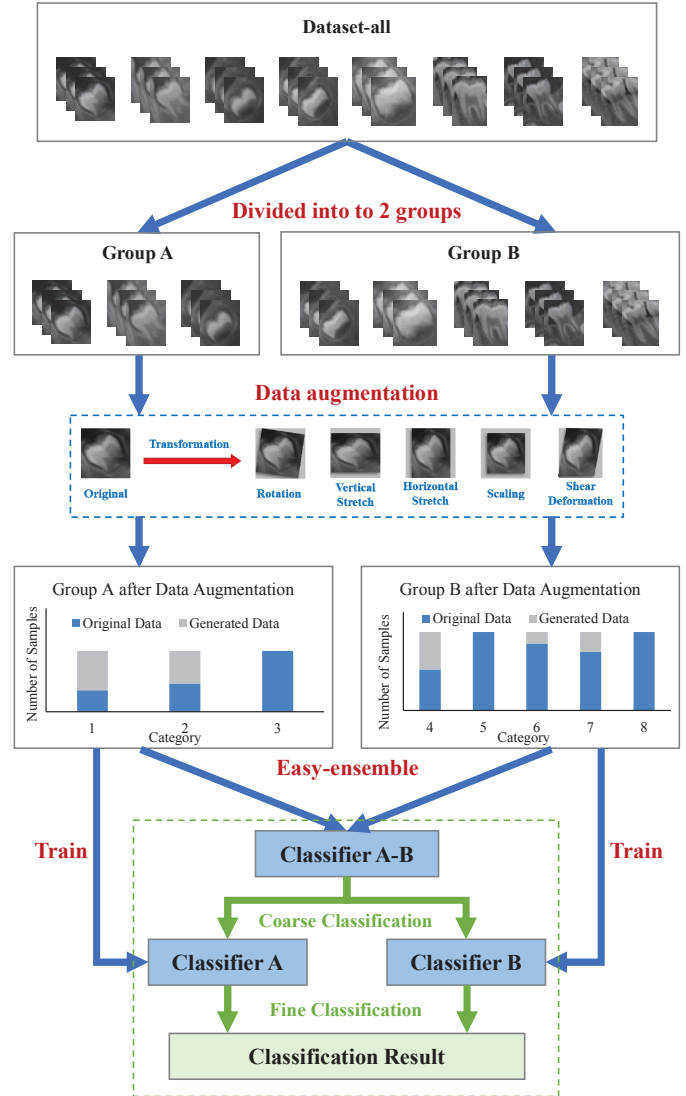 Dataset-all
Divided into to 2 groups
Group A
Group B
Data augmentation
Transformation
Original
Rotation
Vertical
Stretch
Horizontal
Stretch
Scaling
Shear
Deformation
Group A after Data Augmentation
Original Data
Generated Data
Number of Samples
1 2 3
Category
Group B after Data Augmentation
Original Data
Generated Data
Number of Samples
4 5 6 7 8
Category
Easy-ensemble
Train
Train
Classifier A-B
Coarse Classification
Classifier A
Classifier B
Fine Classification
Classification Result